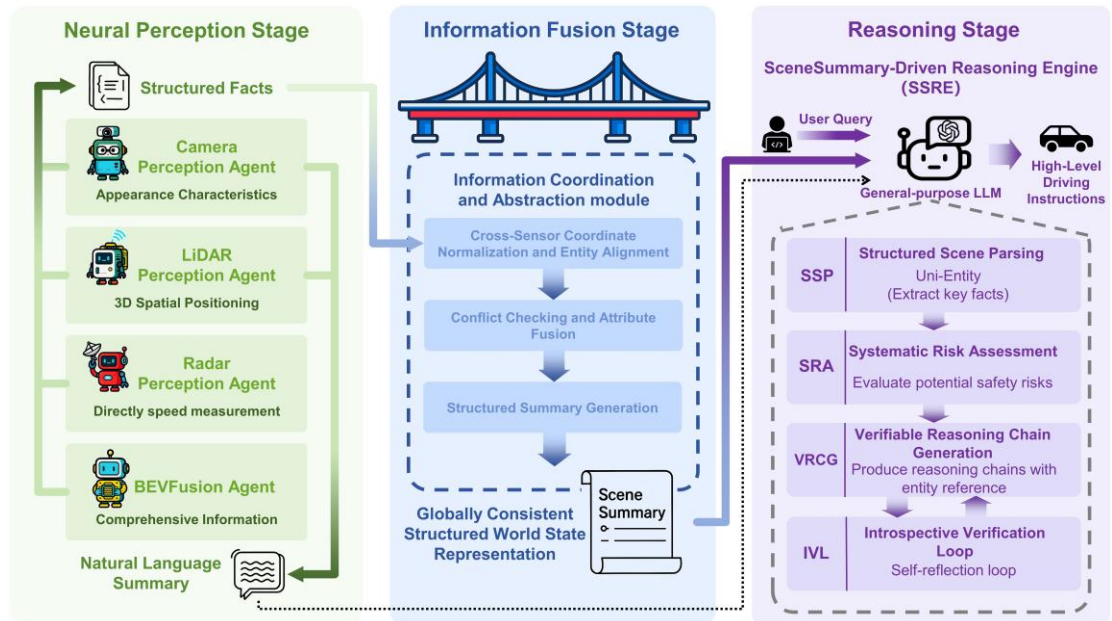 Neural Perception Stage
Structured Facts
Camera
Perception Agent
Appearance Characteristics
LiDAR
Perception Agent
3D Spatial Positioning
Radar
Perception Agent
Directly speed measurement
BEVFusion Agent
Comprehensive Information
Natural Language
Summary
Information Fusion Stage
Information Coordination
and Abstraction module
Cross-Sensor Coordinate
Normalization and Entity Alignment
Conflict Checking and Attribute
Fusion
Structured Summary Generation
Globally Consistent
Structured World State
Representation
Scene
Summary
Reasoning Stage
SceneSummary-Driven Reasoning Engine
(SSRE)
User Query
General-purpose LLM
High-Level
Driving
Instructions
SSP
Structured Scene Parsing
Uni-Entity
(Extract key facts)
SRA
Systematic Risk Assessment
Evaluate potential safety risks
VRCG
Verifiable Reasoning Chain
Generation
Produce reasoning chains with
entity reference
IVL
Introspective Verification
Loop
Self-reflection loop